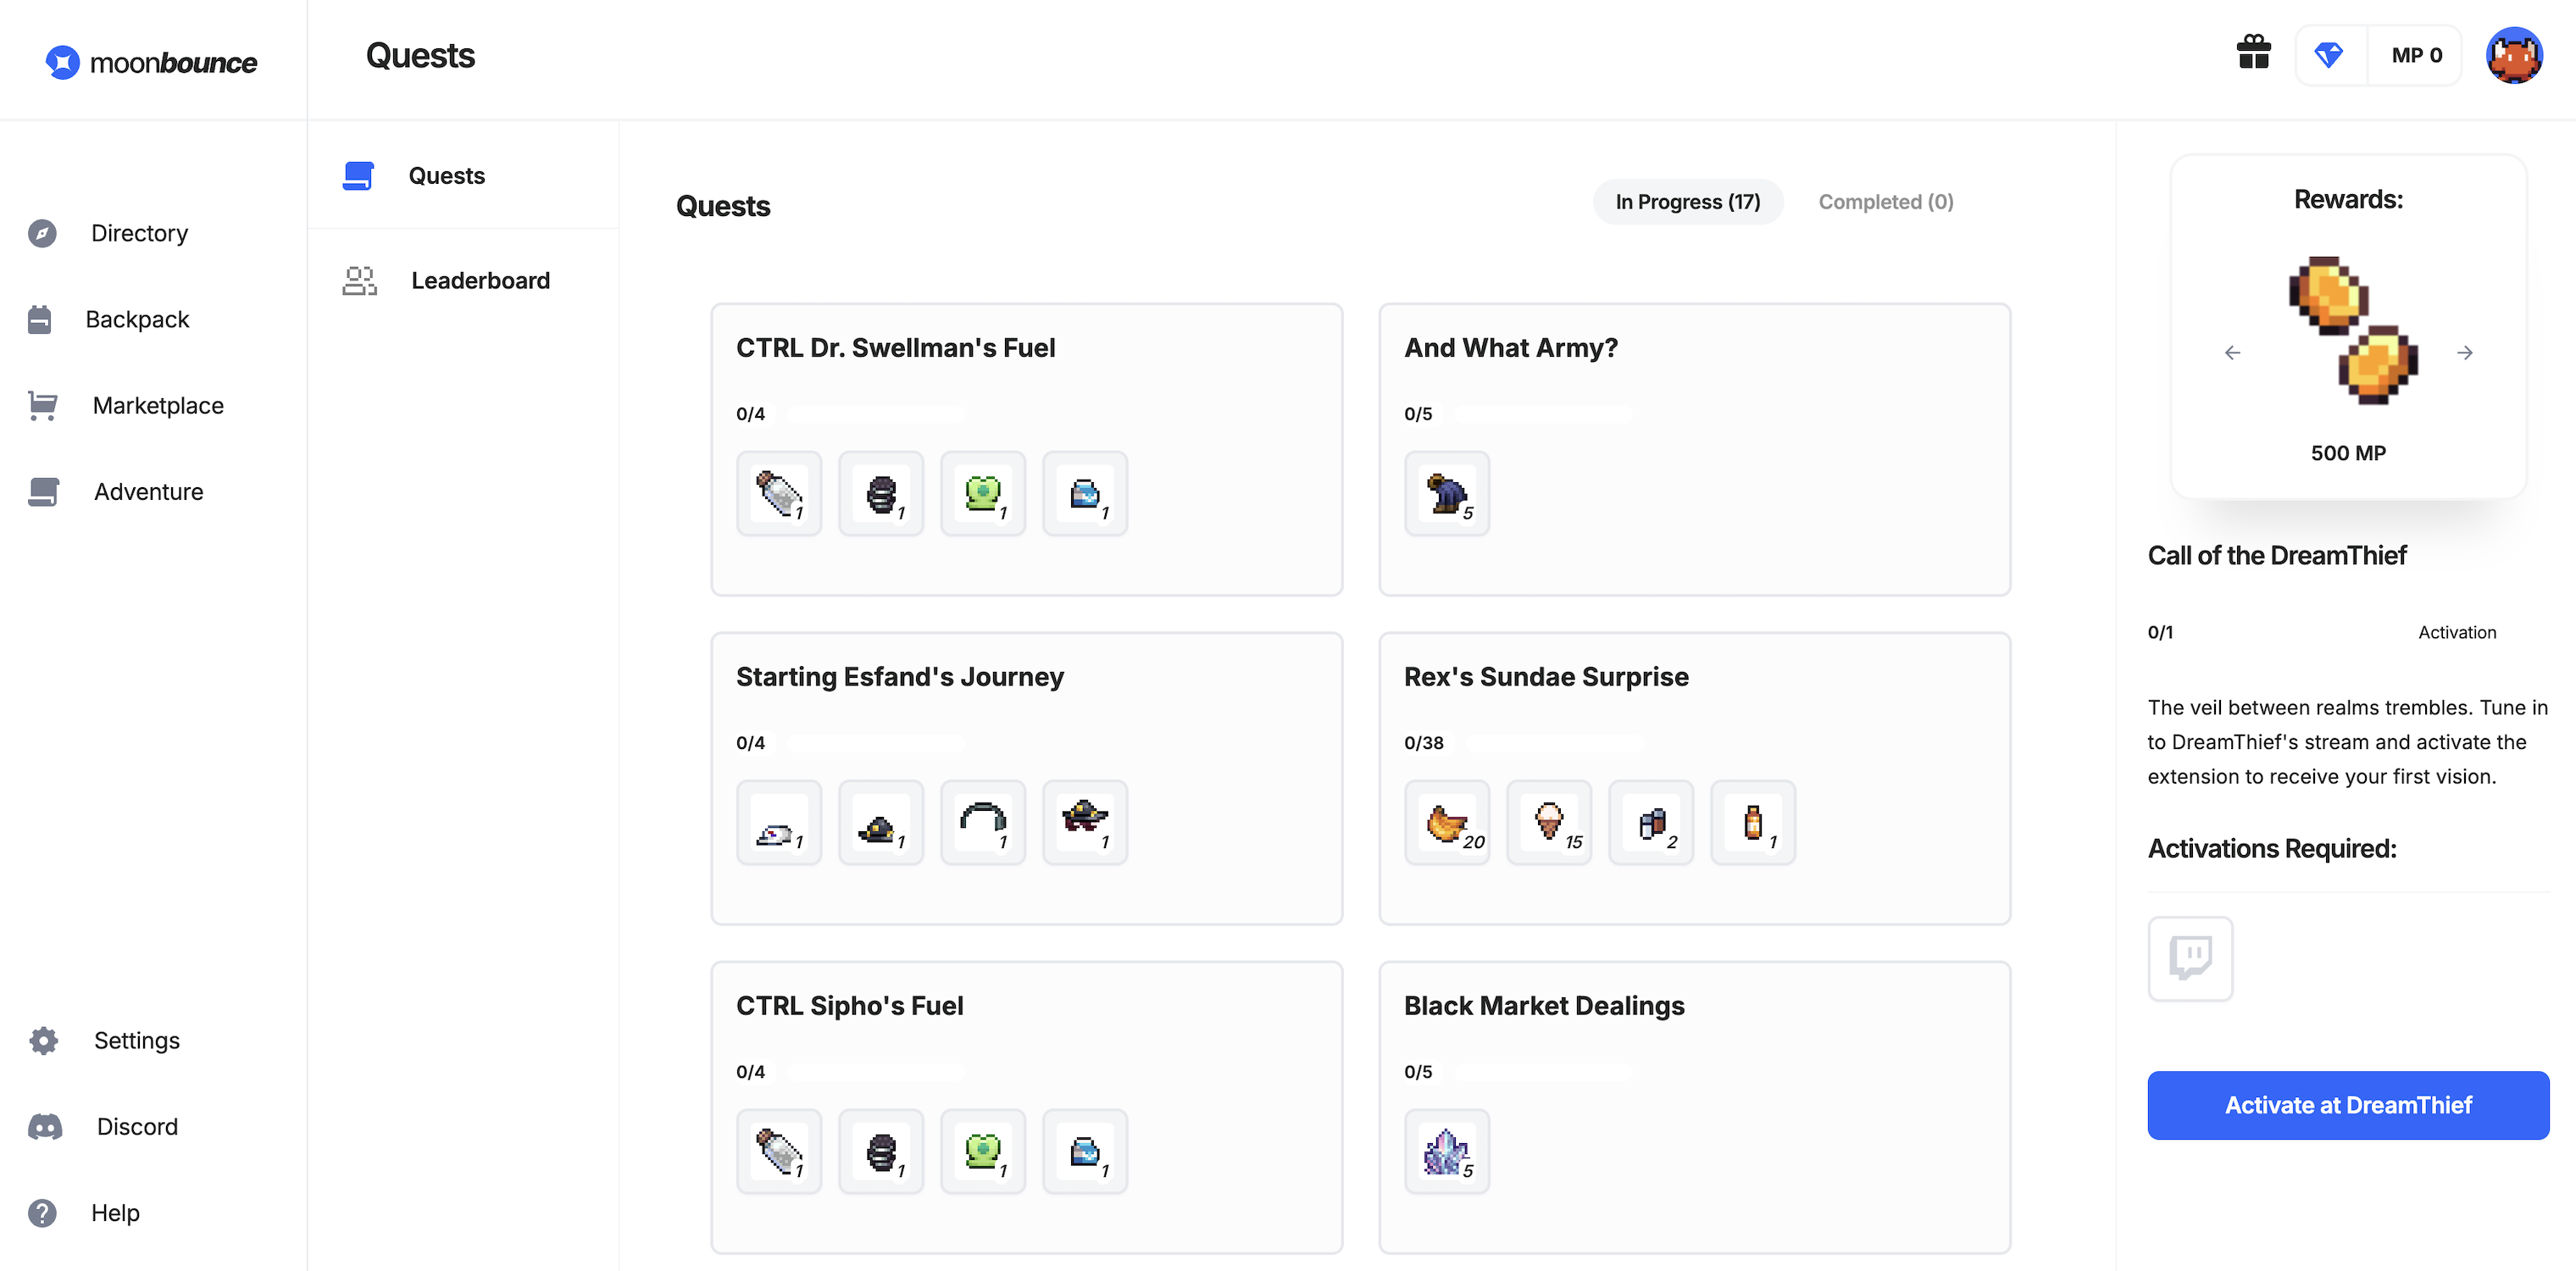 moonbounce
Quests
MP 0
Directory
Backpack
Marketplace
Adventure
Settings
Discord
Help
Quests
Leaderboard
Quests
In Progress (17)
Completed (0)
CTRL Dr. Swellman's Fuel
0/4
1
1
1
1
And What Army?
0/5
5
Starting Esfand's Journey
0/4
1
1
1
1
Rex's Sundae Surprise
0/38
20
15
2
1
CTRL Sipho's Fuel
0/4
1
1
1
1
Black Market Dealings
0/5
5
Rewards:
500 MP
Call of the DreamThief
0/1
Activation
The veil between realms trembles. Tune in
to DreamThief's stream and activate the
extension to receive your first vision.
Activations Required:
Activate at DreamThief